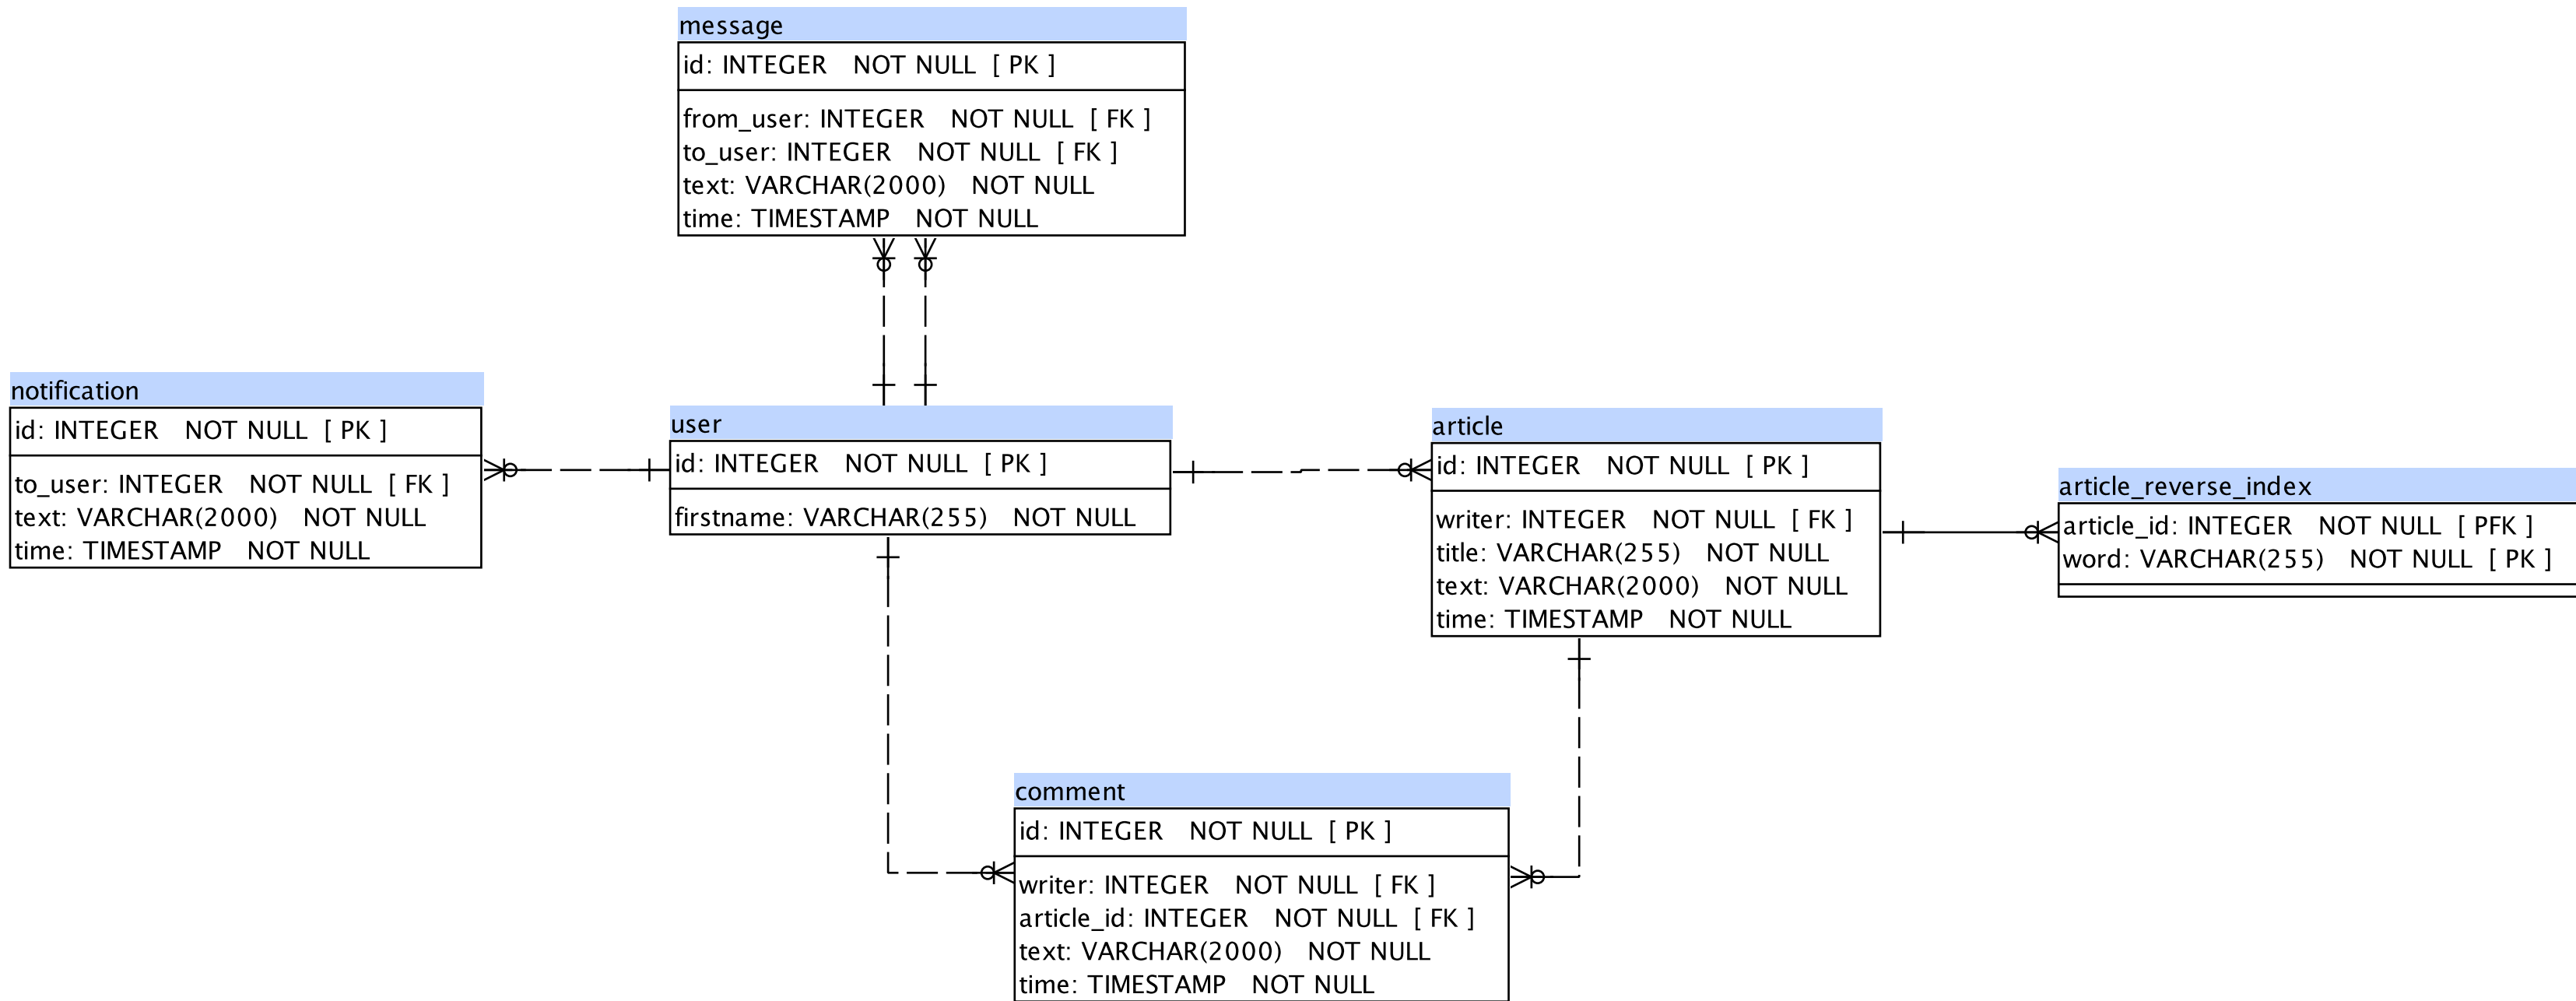 message
id: INTEGER NOT NULL [ PK ]
from_user: INTEGER NOT NULL [ FK ]
to_user: INTEGER NOT NULL [ FK ]
text: VARCHAR(2000) NOT NULL
time: TIMESTAMP NOT NULL
notification
id: INTEGER NOT NULL [ PK ]
to_user: INTEGER NOT NULL [ FK ]
text: VARCHAR(2000) NOT NULL
time: TIMESTAMP NOT NULL
user
id: INTEGER NOT NULL [ PK ]
firstname: VARCHAR(255) NOT NULL
article
id: INTEGER NOT NULL [ PK ]
writer: INTEGER NOT NULL [ FK ]
title: VARCHAR(255) NOT NULL
text: VARCHAR(2000) NOT NULL
time: TIMESTAMP NOT NULL
article_reverse_index
article_id: INTEGER NOT NULL [ PFK ]
word: VARCHAR(255) NOT NULL [ PK ]
comment
id: INTEGER NOT NULL [ PK ]
writer: INTEGER NOT NULL [ FK ]
article_id: INTEGER NOT NULL [ FK ]
text: VARCHAR(2000) NOT NULL
time: TIMESTAMP NOT NULL